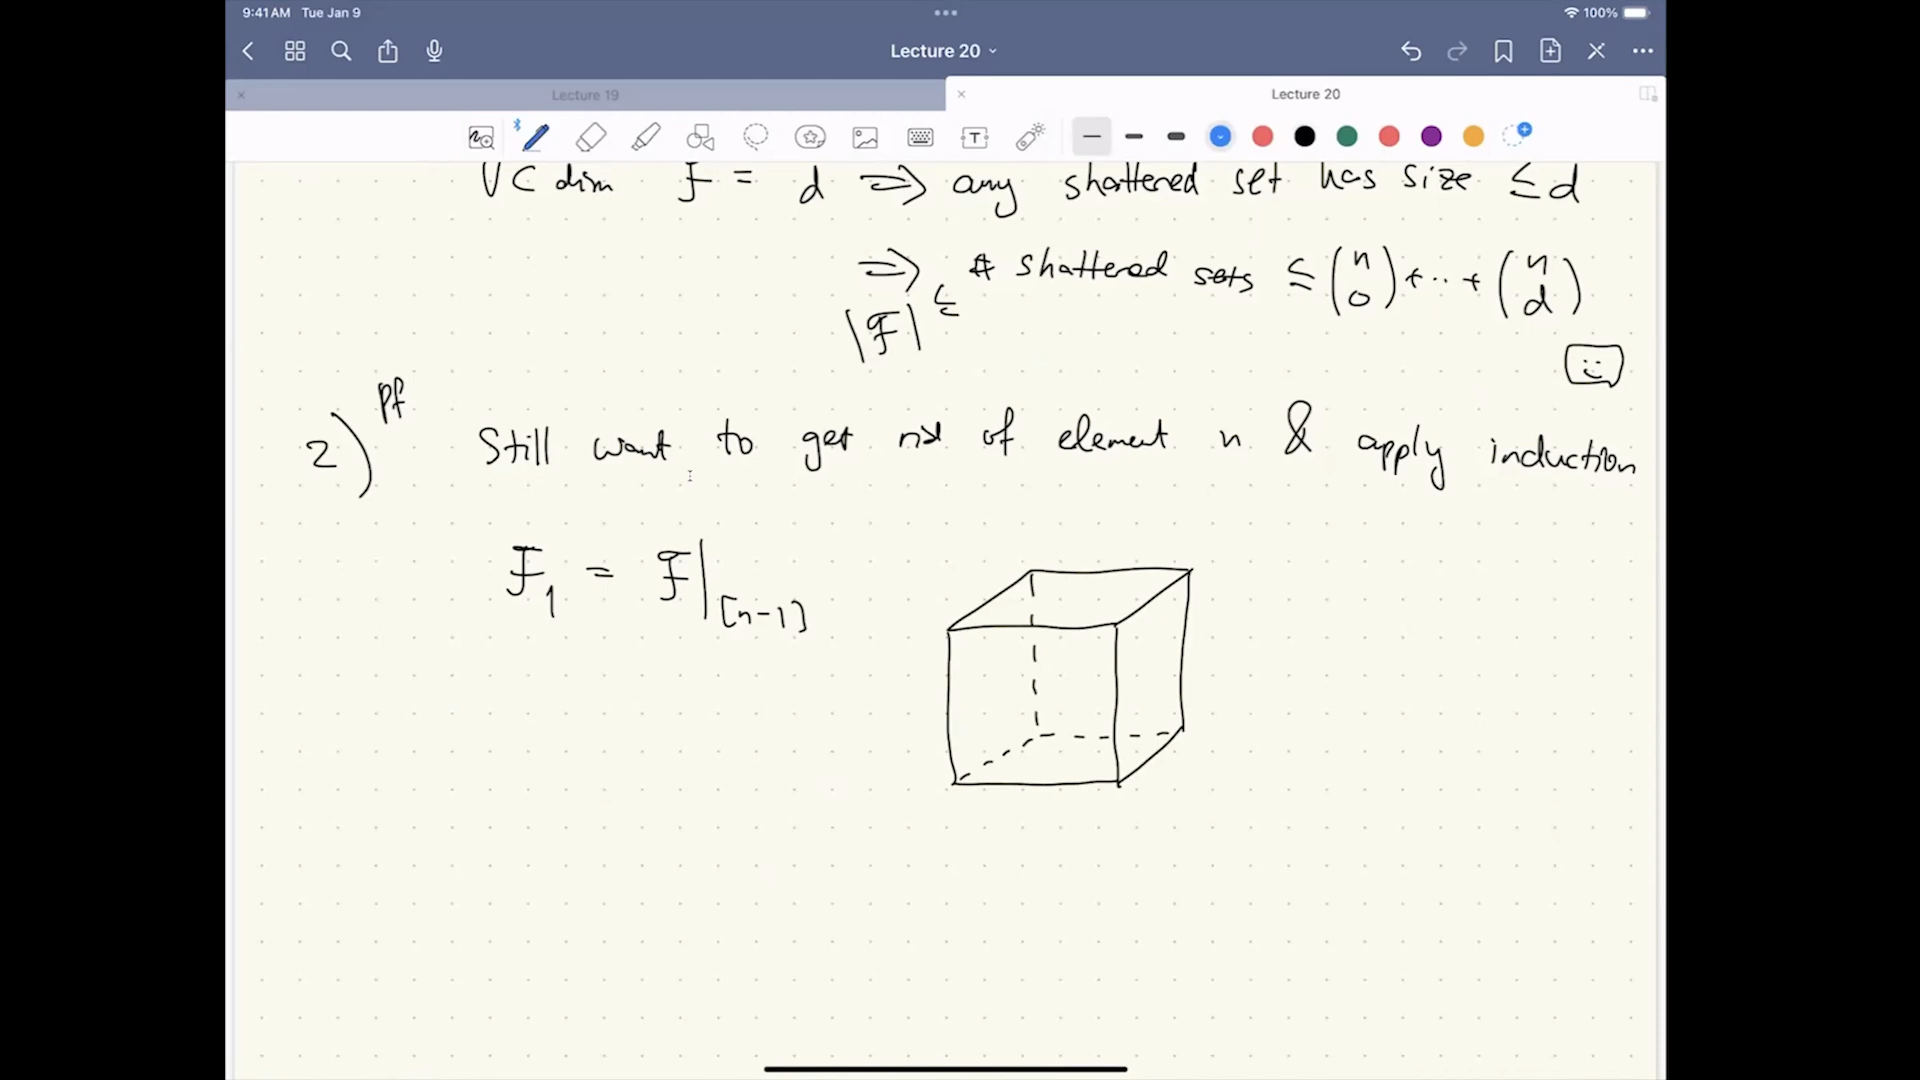 9:41 AM Tue Jan 9
100%
Lecture 20
Lecture 19
Lecture 20
VC dim F = d ⇒ any shattered set has size ≤ d
⇒ # shattered sets ≤ (n 0) + ... + (n d)
|F| ≤
2) pf Still want to get rid of element n & apply induction
F₁ = F|[n-1]